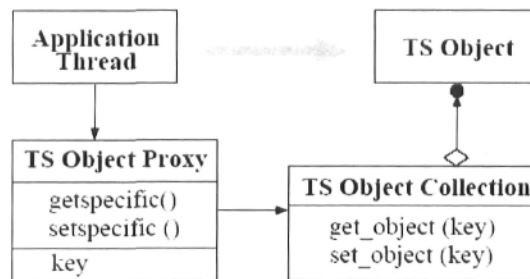 Application
Thread
TS Object
TS Object Proxy
getspecific()
setspecific ()
key
TS Object Collection
get_object (key)
set_object (key)